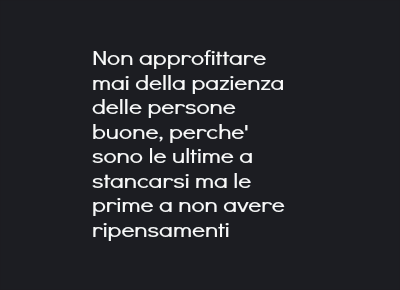 Non approfittare
mai della pazienza
delle persone
buone, perche'
sono le ultime a
stancarsi ma le
prime a non avere
ripensamenti